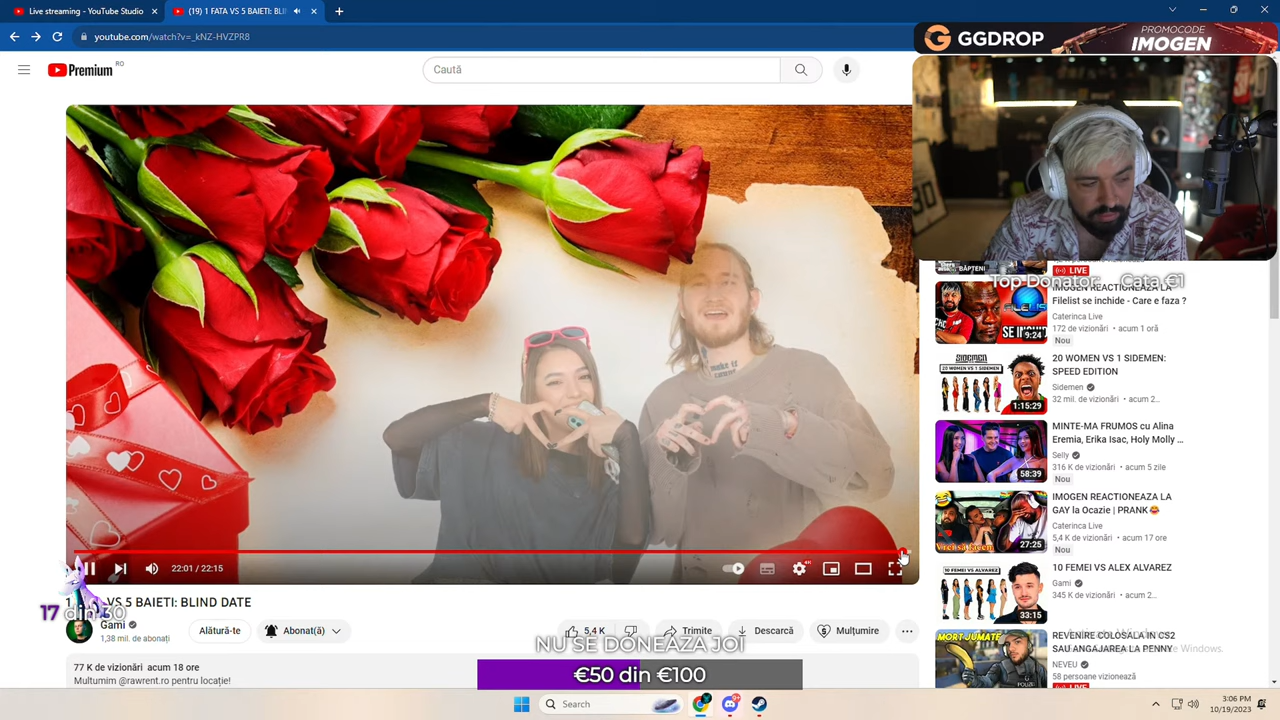 Live streaming - YouTube Studio
(19) 1 FATA VS 5 BAIETI: BLI
youtube.com/watch?v=_kNZ-HVZPR8
Premium RO
Caută
GGDROP
PROMOCODE
IMOGEN
LIVE
Top Donator: Cata €1
IMOGEN REACTIONEAZA LA
Filelist se inchide - Care e faza ?
Caterinca Live
172 de vizionări • acum 1 oră
Nou
9:24
20 WOMEN VS 1 SIDEMEN:
SPEED EDITION
Sidemen
32 mil. de vizionări • acum 2...
SIDEMEN
1:15:29
MINTE-MA FRUMOS cu Alina
Eremia, Erika Isac, Holy Molly ...
Selly
316 K de vizionări • acum 5 zile
Nou
58:39
IMOGEN REACTIONEAZA LA
GAY la Ocazie | PRANK😂
Caterinca Live
5,4 K de vizionări • acum 17 ore
Nou
27:25
10 FEMEI VS ALEX ALVAREZ
Gami
345 K de vizionări • acum 2...
10 FEMEI VS ALVAREZ
33:15
REVENIRE COLOSALA IN CS2
SAU ANGAJAREA LA PENNY
NEVEU
58 persoane vizionează
MORT JUMATE
LIVE
22:01 / 22:15
VS 5 BAIETI: BLIND DATE
17 din 30
Gami
1,38 mil. de abonați
Alătură-te
Abonat(ă)
5,4 K
Trimite
Descarcă
Mulțumire
NU SE DONEAZA JOI
€50 din €100
77 K de vizionări acum 18 ore
Multumim @rawrent.ro pentru locație!
Search
3:06 PM
10/19/2023